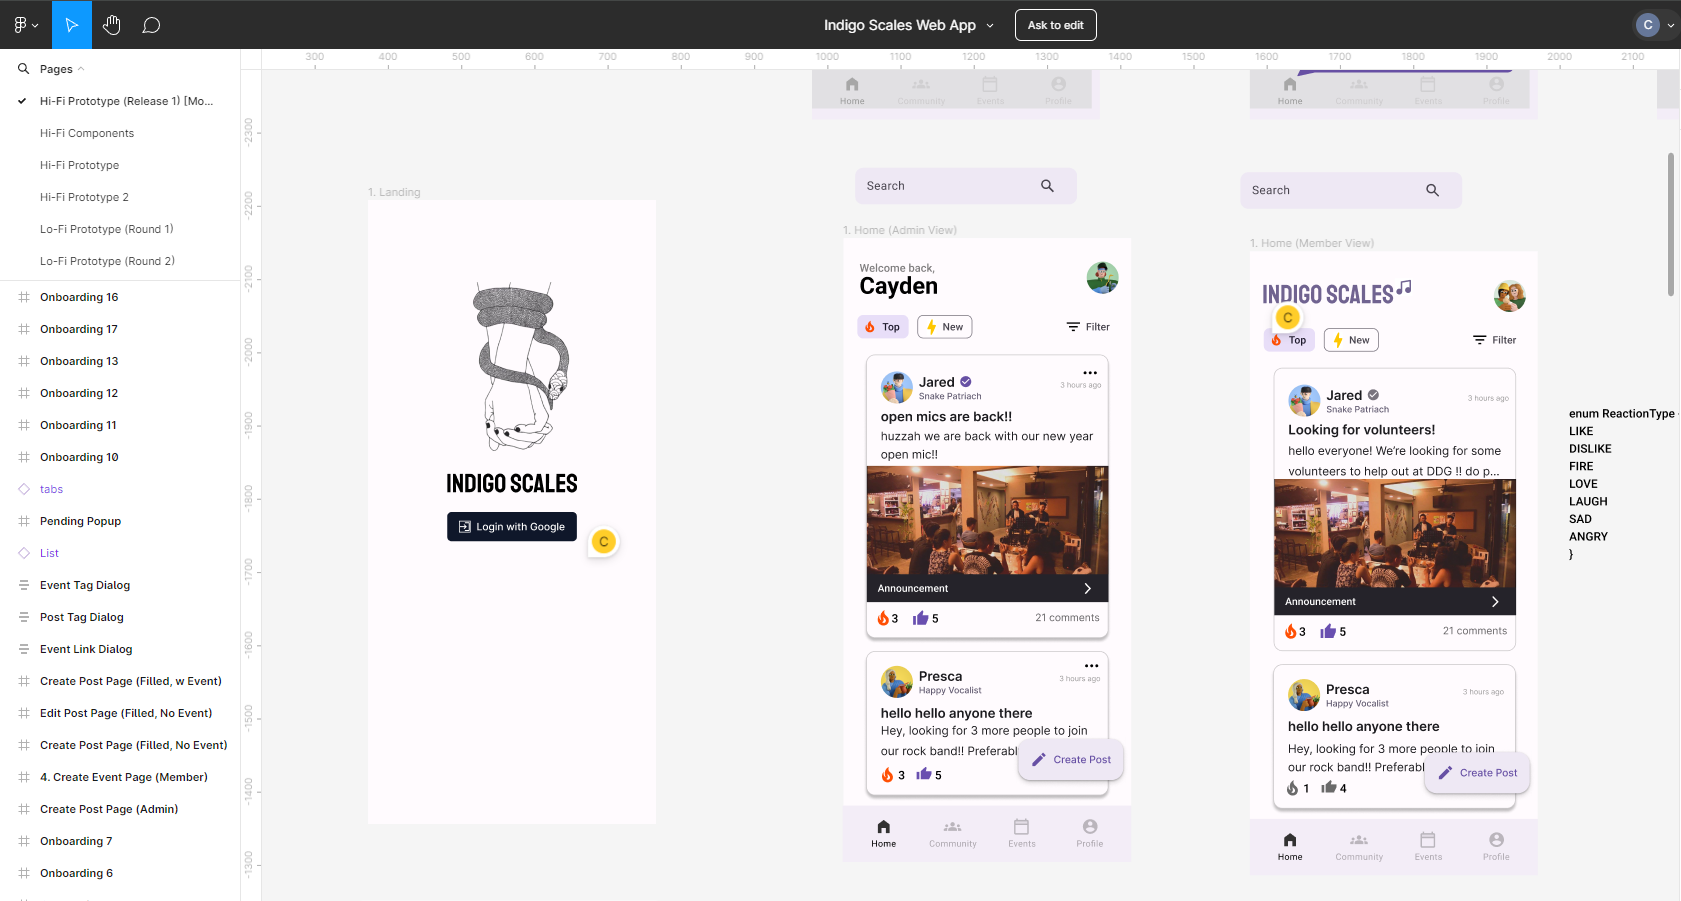 Indigo Scales Web App
Ask to edit
C
Pages
Hi-Fi Prototype (Release 1) [Mo...
Hi-Fi Components
Hi-Fi Prototype
Hi-Fi Prototype 2
Lo-Fi Prototype (Round 1)
Lo-Fi Prototype (Round 2)
Onboarding 16
Onboarding 17
Onboarding 13
Onboarding 12
Onboarding 11
Onboarding 10
tabs
Pending Popup
List
Event Tag Dialog
Post Tag Dialog
Event Link Dialog
Create Post Page (Filled, w Event)
Edit Post Page (Filled, No Event)
Create Post Page (Filled, No Event)
4. Create Event Page (Member)
Create Post Page (Admin)
Onboarding 7
Onboarding 6
300 400 500 600 700 800 900 1000 1100 1200 1300 1400 1500 1600 1700 1800 1900 2000 2100
-2300
-2200
-2100
-2000
-1900
-1800
-1700
-1600
-1500
-1400
-1300
1. Landing
INDIGO SCALES
Login with Google
C
Home Community Events Profile
Search
1. Home (Admin View)
Welcome back,
Cayden
Top New Filter
Jared
3 hours ago
Snake Patriach
open mics are back!!
huzzah we are back with our new year
open mic!!
Announcement
3 5 21 comments
Presca
3 hours ago
Happy Vocalist
hello hello anyone there
Hey, looking for 3 more people to join
our rock band!! Preferabl
Create Post
3 5
Home Community Events Profile
Home Community Events Profile
Search
1. Home (Member View)
INDIGO SCALES
C
Top New Filter
Jared
3 hours ago
Snake Patriach
Looking for volunteers!
hello everyone! We're looking for some
volunteers to help out at DDG !! do p...
Announcement
3 5 21 comments
Presca
3 hours ago
Happy Vocalist
hello hello anyone there
Hey, looking for 3 more people to join
our rock band!! Preferabl
Create Post
1 4
Home Community Events Profile
enum ReactionType
LIKE
DISLIKE
FIRE
LOVE
LAUGH
SAD
ANGRY
}